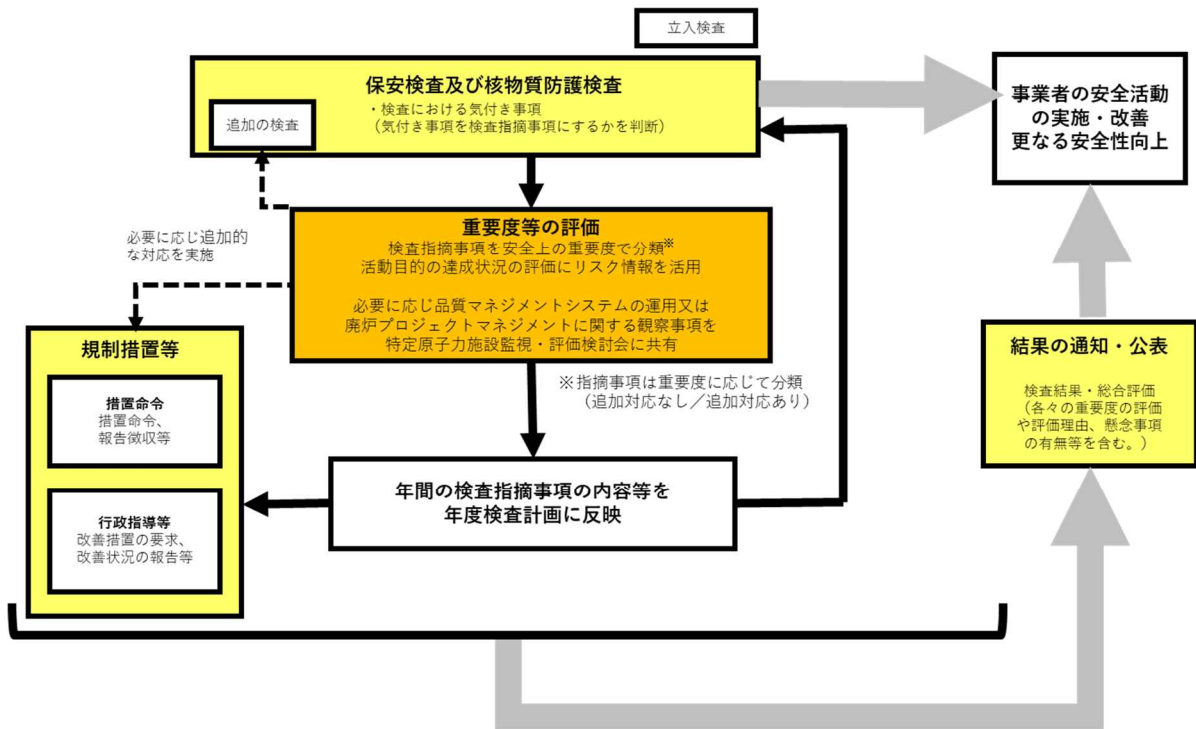 立入検査
保安検査及び核物質防護検査
・検査における気付き事項
（気付き事項を検査指摘事項にするかを判断）
追加の検査
事業者の安全活動
の実施・改善
更なる安全性向上
重要度等の評価
検査指摘事項を安全上の重要度で分類※
活動目的の達成状況の評価にリスク情報を活用
必要に応じ品質マネジメントシステムの運用又は
廃炉プロジェクトマネジメントに関する観察事項を
特定原子力施設監視・評価検討会に共有
必要に応じ追加的
な対応を実施
※指摘事項は重要度に応じて分類
（追加対応なし／追加対応あり）
規制措置等
措置命令
措置命令、
報告徴収等
行政指導等
改善措置の要求、
改善状況の報告等
年間の検査指摘事項の内容等を
年度検査計画に反映
結果の通知・公表
検査結果・総合評価
（各々の重要度の評価
や評価理由、懸念事項
の有無等を含む。）